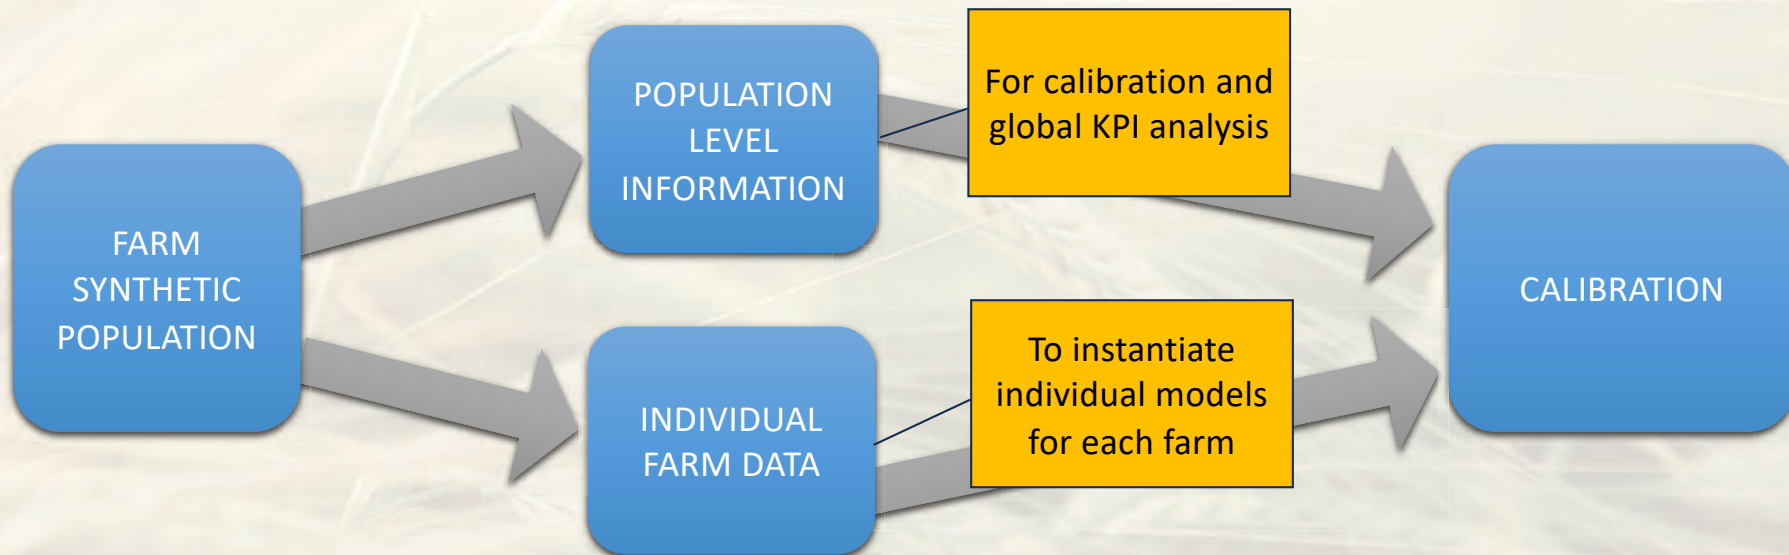 FARM
SYNTHETIC
POPULATION
POPULATION
LEVEL
INFORMATION
For calibration and
global KPI analysis
INDIVIDUAL
FARM DATA
To instantiate
individual models
for each farm
CALIBRATION